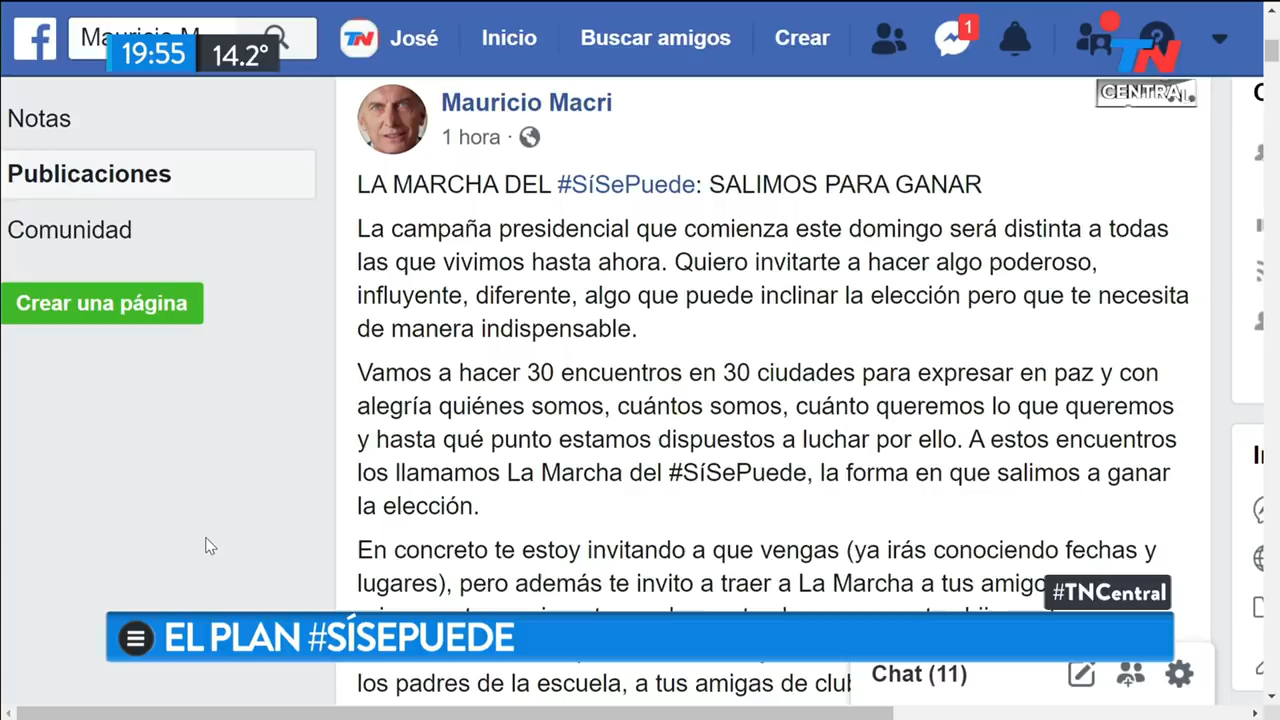 Mauricio M
19:55
14.2°
TN
José
Inicio
Buscar amigos
Crear
1
TN
CENTRAL
Notas
Publicaciones
Comunidad
Crear una página
Mauricio Macri
1 hora ·
LA MARCHA DEL #SíSePuede: SALIMOS PARA GANAR
La campaña presidencial que comienza este domingo será distinta a todas
las que vivimos hasta ahora. Quiero invitarte a hacer algo poderoso,
influyente, diferente, algo que puede inclinar la elección pero que te necesita
de manera indispensable.
Vamos a hacer 30 encuentros en 30 ciudades para expresar en paz y con
alegría quiénes somos, cuántos somos, cuánto queremos lo que queremos
y hasta qué punto estamos dispuestos a luchar por ello. A estos encuentros
los llamamos La Marcha del #SíSePuede, la forma en que salimos a ganar
la elección.
En concreto te estoy invitando a que vengas (ya irás conociendo fechas y
lugares), pero además te invito a traer a La Marcha a tus amigo
#TNCentral
EL PLAN #SÍSEPUEDE
los padres de la escuela, a tus amigas de club
Chat (11)